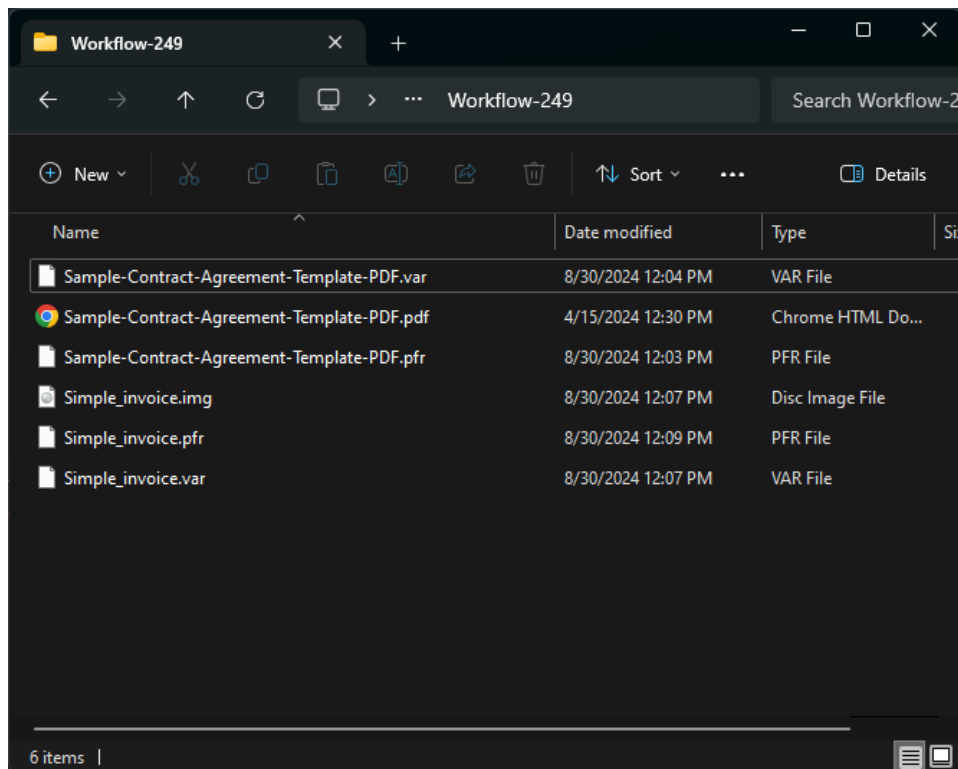 Workflow-249
Workflow-249 Search Workflow-2
New Sort Details
Name Date modified Type Si
Sample-Contract-Agreement-Template-PDF.var 8/30/2024 12:04 PM VAR File
Sample-Contract-Agreement-Template-PDF.pdf 4/15/2024 12:30 PM Chrome HTML Do...
Sample-Contract-Agreement-Template-PDF.pfr 8/30/2024 12:03 PM PFR File
Simple_invoice.img 8/30/2024 12:07 PM Disc Image File
Simple_invoice.pfr 8/30/2024 12:09 PM PFR File
Simple_invoice.var 8/30/2024 12:07 PM VAR File
6 items